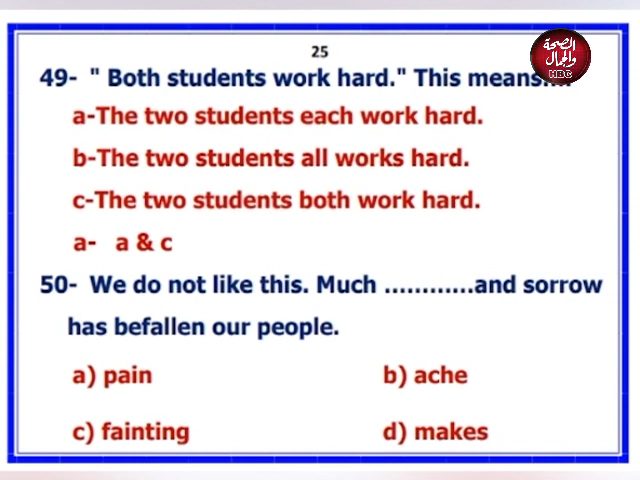 25
الصحة
والجمال
HBG
49- " Both students work hard." This means....
a-The two students each work hard.
b-The two students all works hard.
c-The two students both work hard.
a- a & c
50- We do not like this. Much ............and sorrow
has befallen our people.
a) pain b) ache
c) fainting d) makes